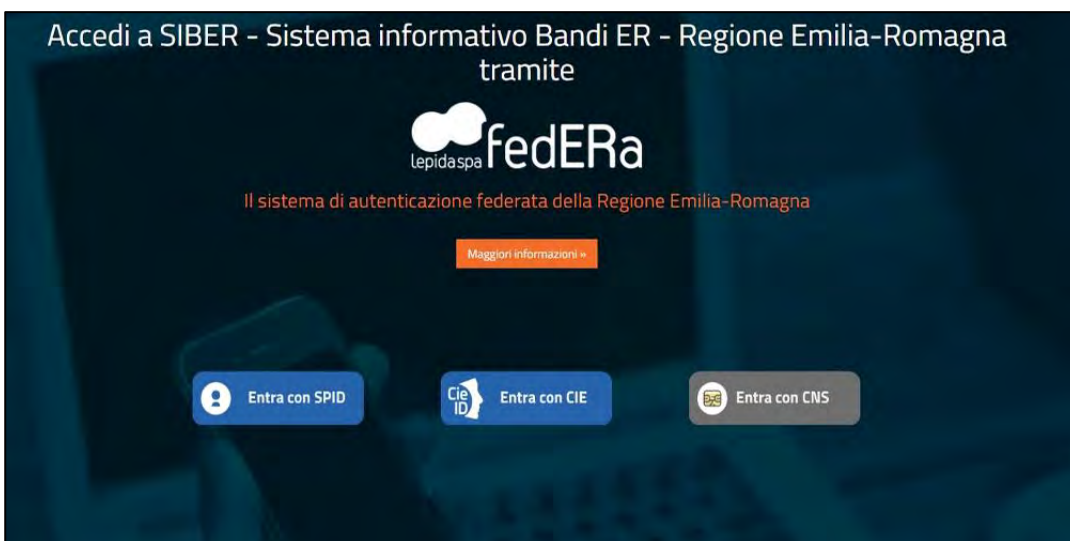 Accedi a SIBER - Sistema informativo Bandi ER - Regione Emilia-Romagna
tramite
lepidaspa fedERa
Il sistema di autenticazione federata della Regione Emilia-Romagna
Maggiori informazioni »
Entra con SPID
Cie ID Entra con CIE
Entra con CNS